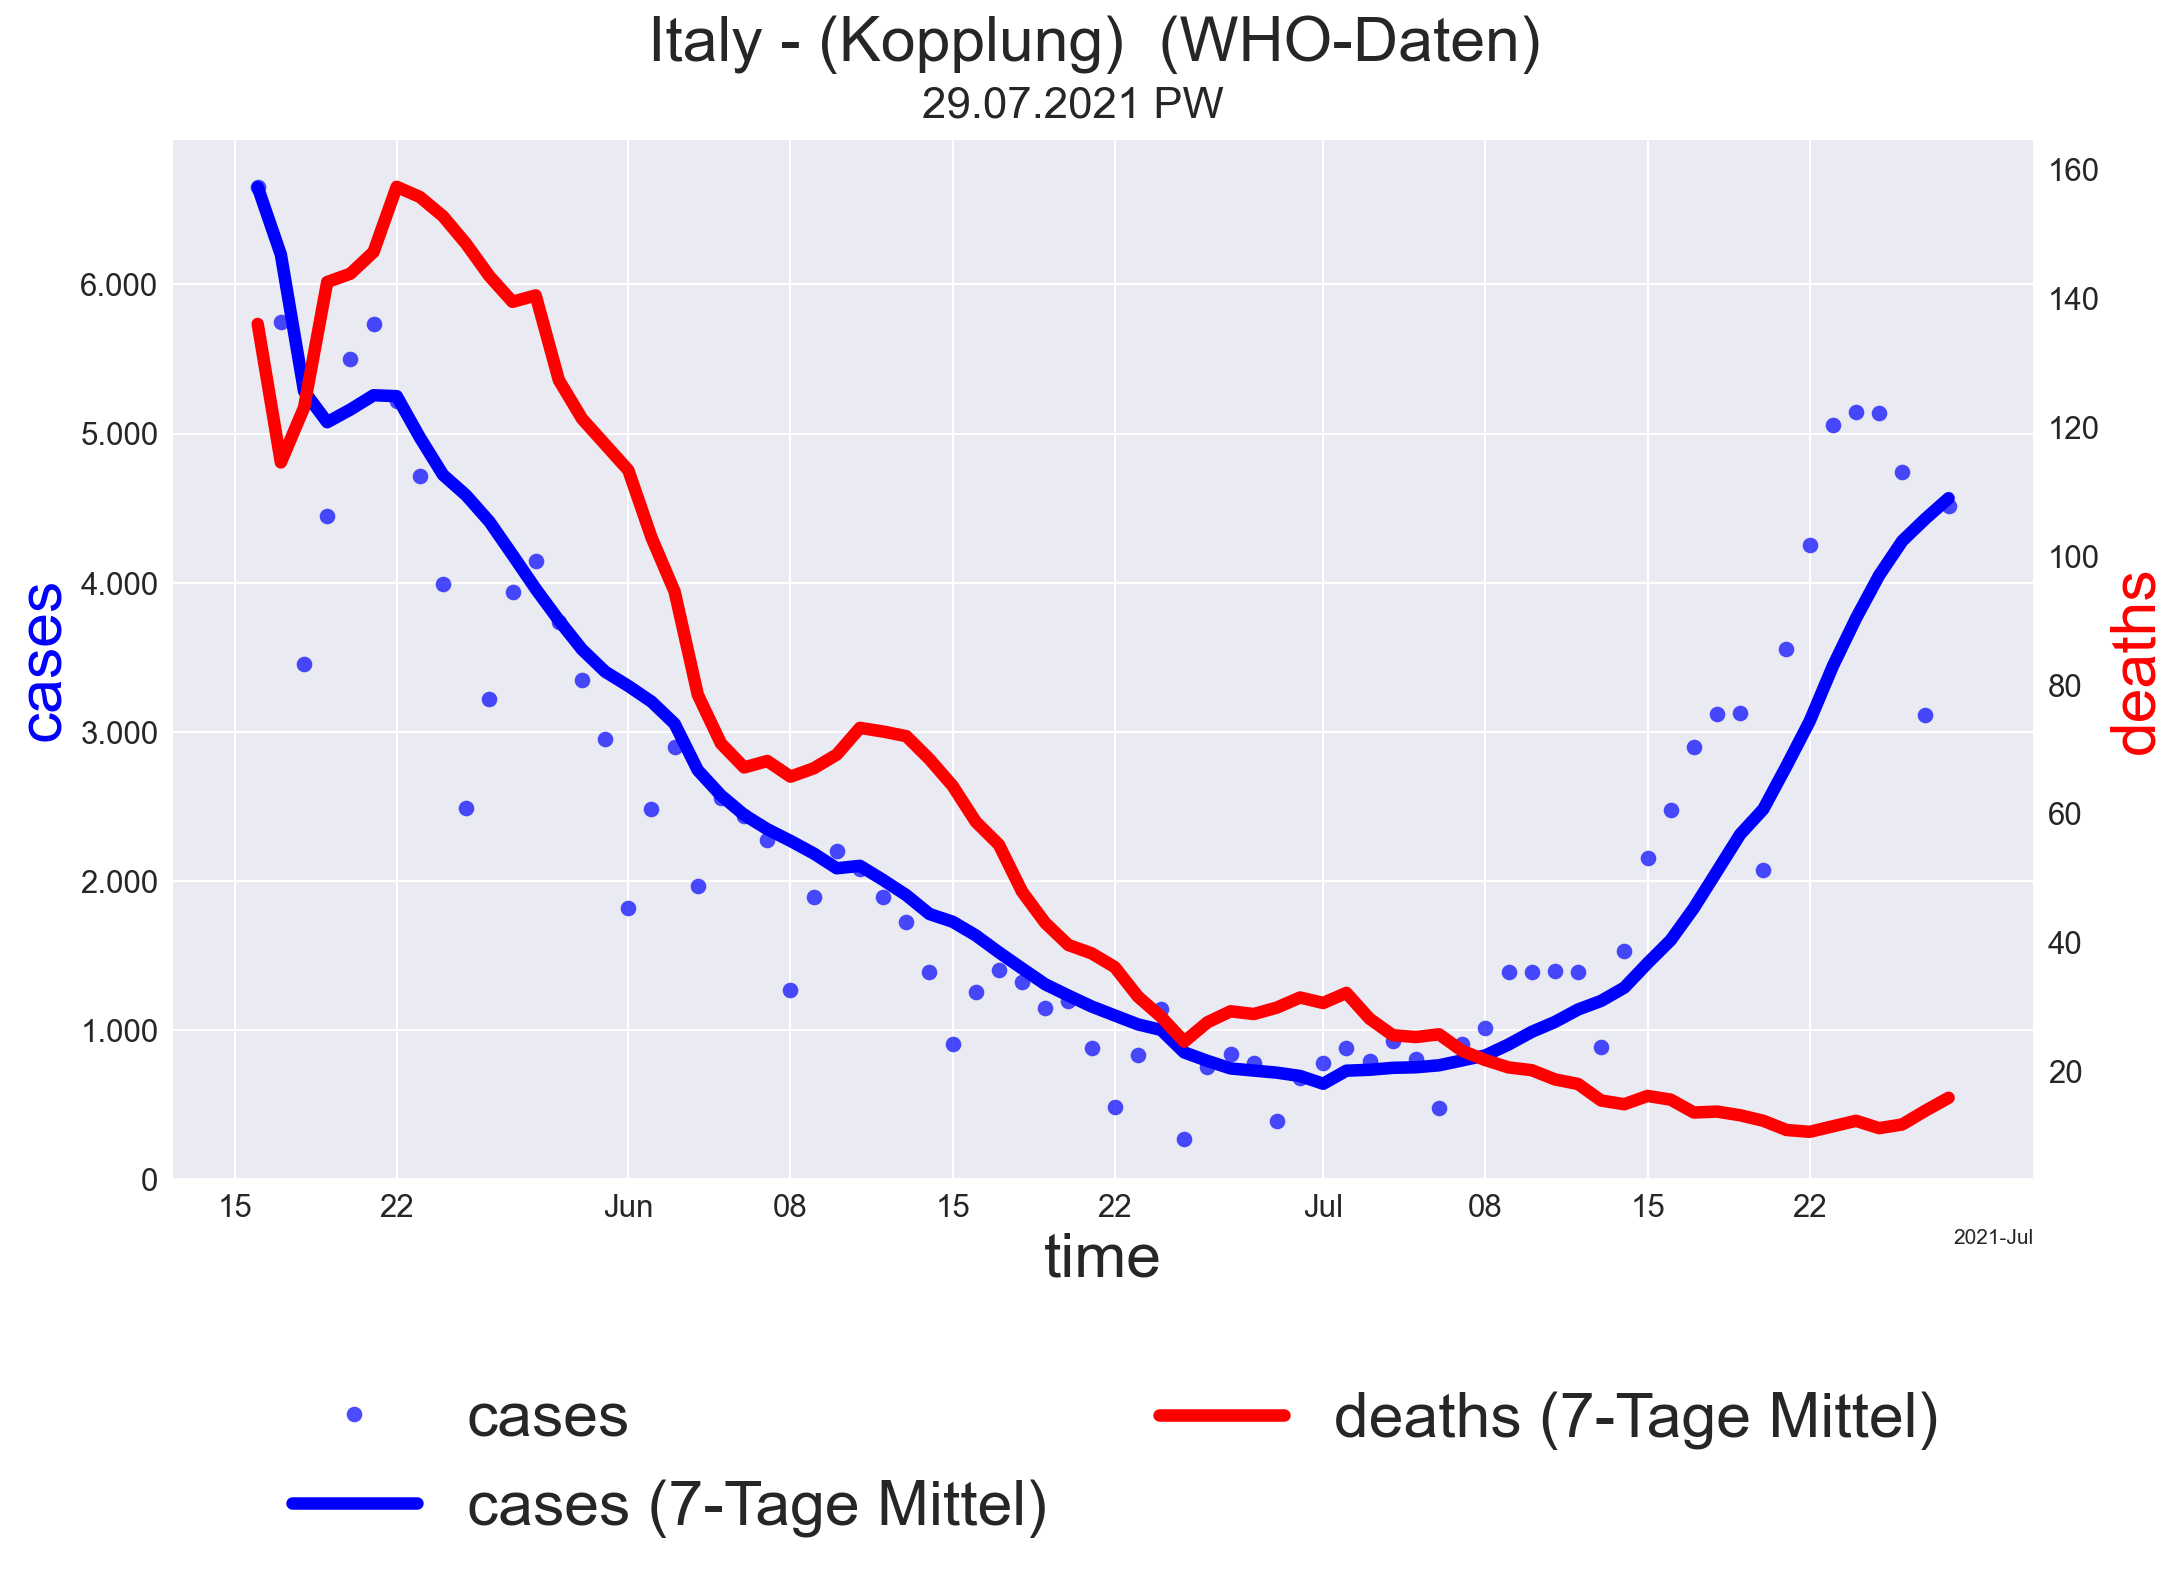 Italy - (Kopplung)  (WHO-Daten)
29.07.2021 PW
160
6.000
140
5.000
120
4.000
100
cases
deaths
3.000
80
60
2.000
40
1.000
20
0
15 22 Jun 08 15 22 Jul 08 15 22
2021-Jul
time
cases
deaths (7-Tage Mittel)
cases (7-Tage Mittel)